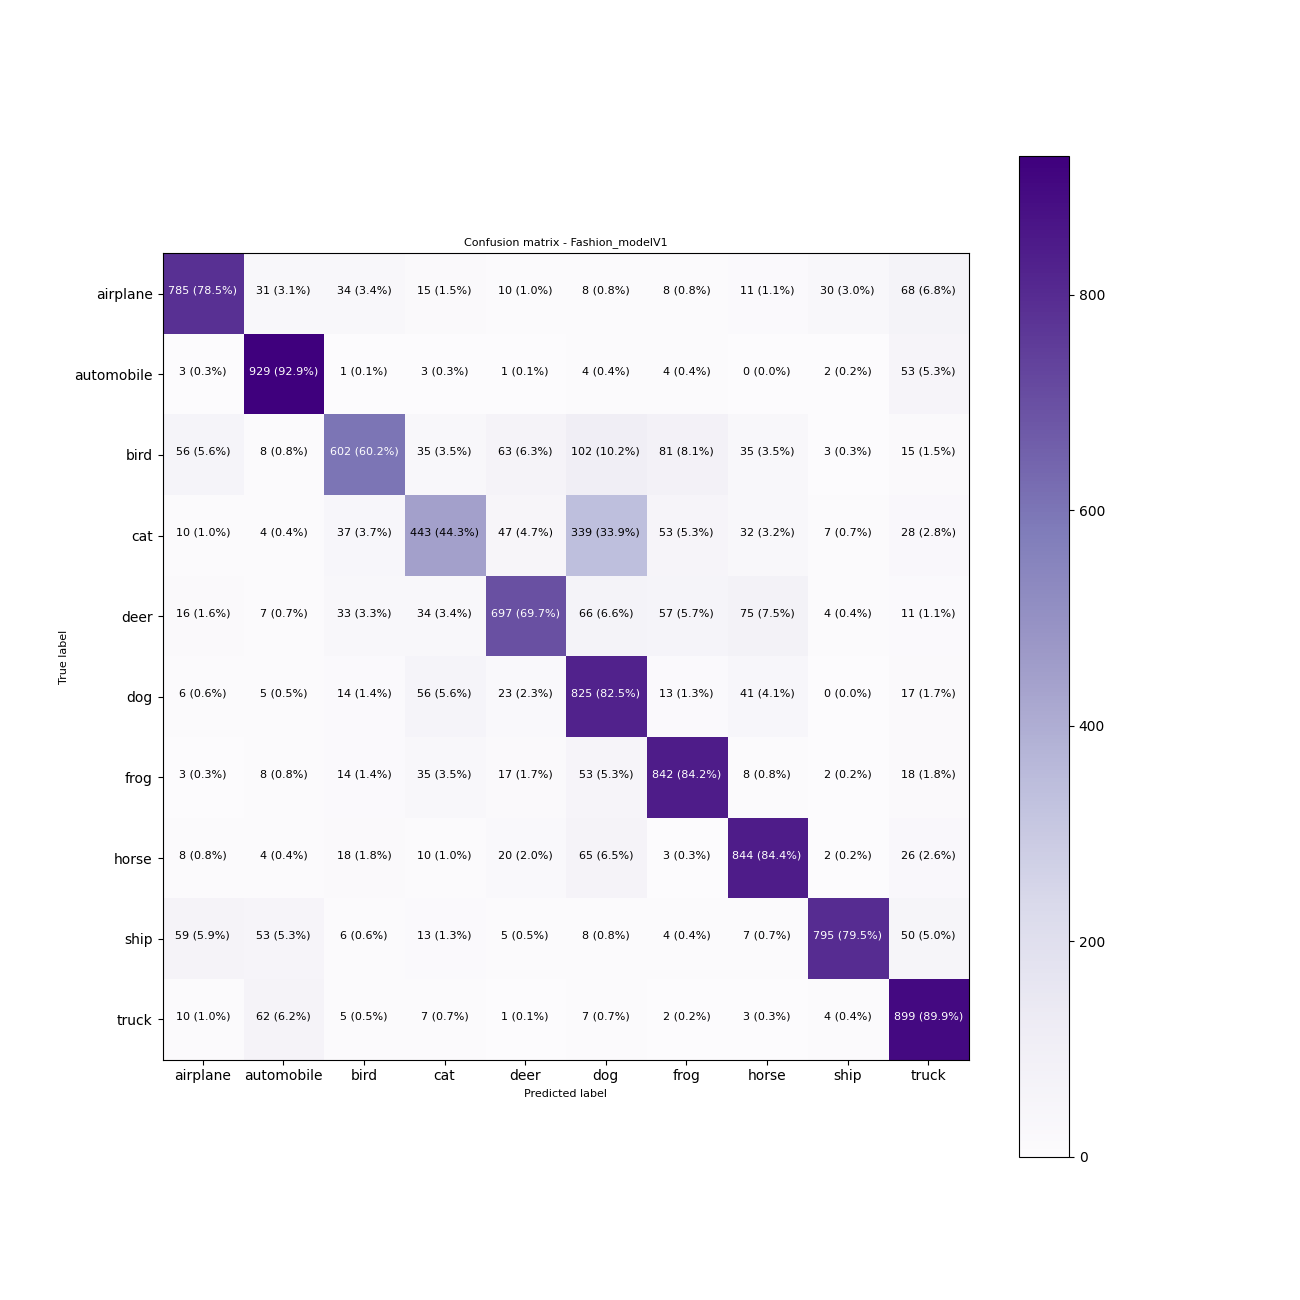 Confusion matrix - Fashion_modelV1
airplane 785 (78.5%) 31 (3.1%) 34 (3.4%) 15 (1.5%) 10 (1.0%) 8 (0.8%) 8 (0.8%) 11 (1.1%) 30 (3.0%) 68 (6.8%)
automobile 3 (0.3%) 929 (92.9%) 1 (0.1%) 3 (0.3%) 1 (0.1%) 4 (0.4%) 4 (0.4%) 0 (0.0%) 2 (0.2%) 53 (5.3%)
bird 56 (5.6%) 8 (0.8%) 602 (60.2%) 35 (3.5%) 63 (6.3%) 102 (10.2%) 81 (8.1%) 35 (3.5%) 3 (0.3%) 15 (1.5%)
cat 10 (1.0%) 4 (0.4%) 37 (3.7%) 443 (44.3%) 47 (4.7%) 339 (33.9%) 53 (5.3%) 32 (3.2%) 7 (0.7%) 28 (2.8%)
deer 16 (1.6%) 7 (0.7%) 33 (3.3%) 34 (3.4%) 697 (69.7%) 66 (6.6%) 57 (5.7%) 75 (7.5%) 4 (0.4%) 11 (1.1%)
dog 6 (0.6%) 5 (0.5%) 14 (1.4%) 56 (5.6%) 23 (2.3%) 825 (82.5%) 13 (1.3%) 41 (4.1%) 0 (0.0%) 17 (1.7%)
frog 3 (0.3%) 8 (0.8%) 14 (1.4%) 35 (3.5%) 17 (1.7%) 53 (5.3%) 842 (84.2%) 8 (0.8%) 2 (0.2%) 18 (1.8%)
horse 8 (0.8%) 4 (0.4%) 18 (1.8%) 10 (1.0%) 20 (2.0%) 65 (6.5%) 3 (0.3%) 844 (84.4%) 2 (0.2%) 26 (2.6%)
ship 59 (5.9%) 53 (5.3%) 6 (0.6%) 13 (1.3%) 5 (0.5%) 8 (0.8%) 4 (0.4%) 7 (0.7%) 795 (79.5%) 50 (5.0%)
truck 10 (1.0%) 62 (6.2%) 5 (0.5%) 7 (0.7%) 1 (0.1%) 7 (0.7%) 2 (0.2%) 3 (0.3%) 4 (0.4%) 899 (89.9%)
airplane automobile bird cat deer dog frog horse ship truck
Predicted label
True label
800
600
400
200
0